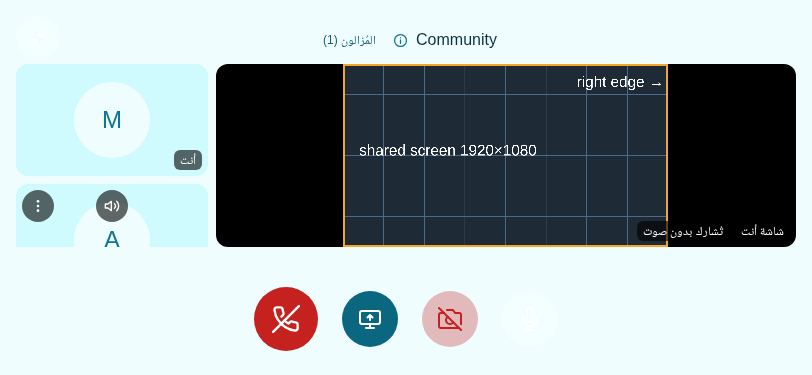 Community
المُزالون (1)
M
أنت
A
right edge →
shared screen 1920×1080
شاشة أنت
تُشارك بدون صوت